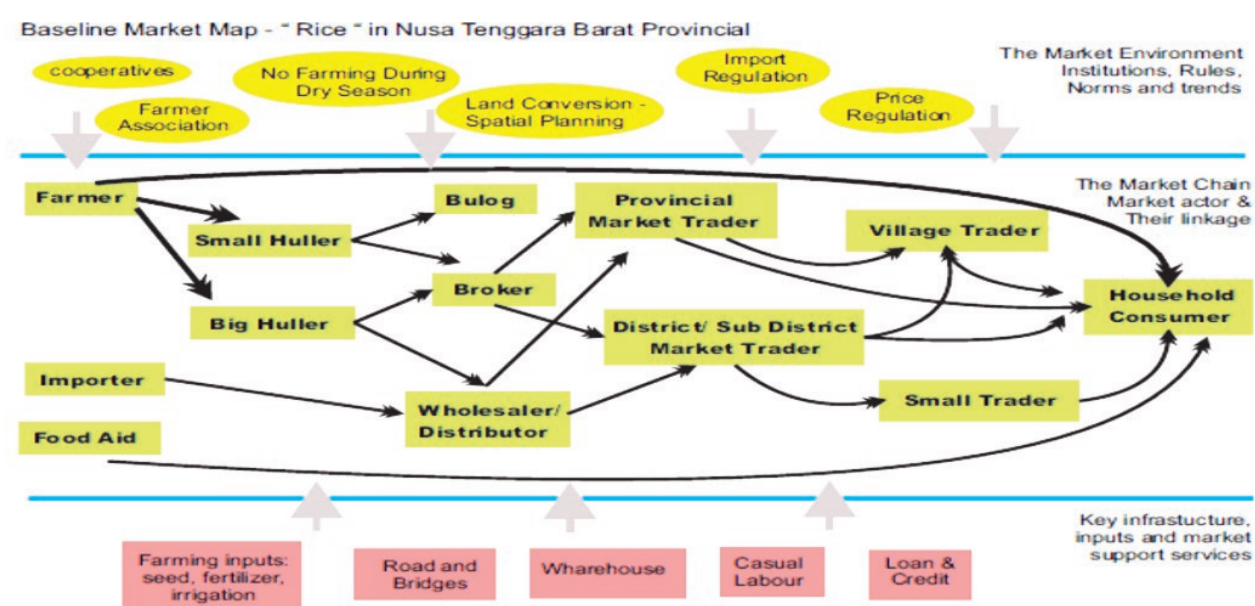 Baseline Market Map - " Rice " in Nusa Tenggara Barat Provincial
cooperatives
Farmer
Association
No Farming During
Dry Season
Land Conversion -
Spatial Planning
Import
Regulation
Price
Regulation
The Market Environment
Institutions, Rules,
Norms and trends
Farmer
Small Huller
Big Huller
Importer
Food Aid
Bulog
Broker
Wholesaler/
Distributor
Provincial
Market Trader
District/ Sub District
Market Trader
Village Trader
Small Trader
The Market Chain
Market actor &
Their linkage
Household
Consumer
Key infrastucture,
inputs and market
support services
Farming inputs:
seed, fertilizer,
irrigation
Road and
Bridges
Wharehouse
Casual
Labour
Loan &
Credit